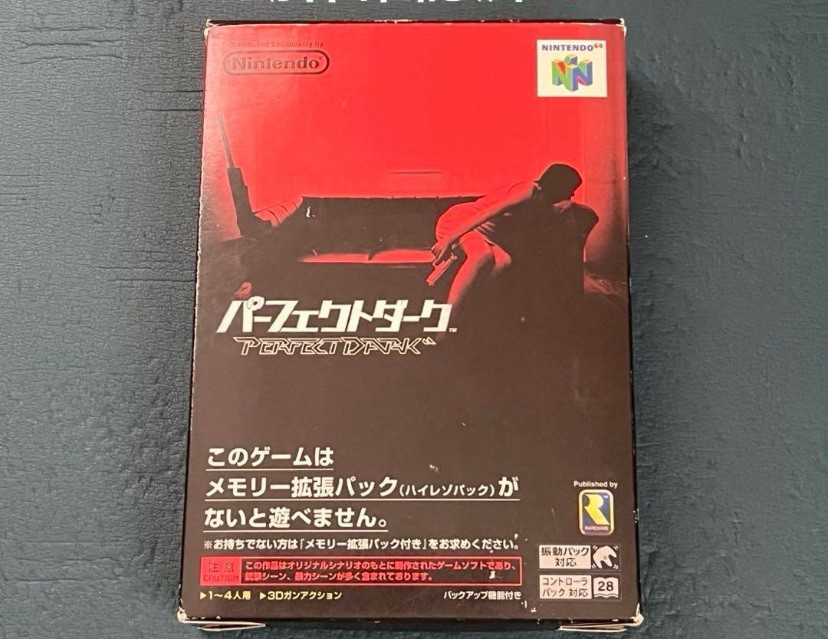 Distributed Exclusively by
Nintendo
NINTENDO 64
パーフェクトダーク™
PERFECT DARK
このゲームは
メモリー拡張パック(ハイレゾパック)が
ないと遊べません。
※お持ちでない方は「メモリー拡張パック付き」をお求めください。
Published by
RAREWARE
注意
CAUTION
この作品はオリジナルシナリオのもとに制作されたゲームソフトであり、
銃撃シーン、暴力シーンが多く含まれております。
振動パック
対応
コントローラ
パック 対応
28
▶1〜4人用 ▶3Dガンアクション
バックアップ機能付き